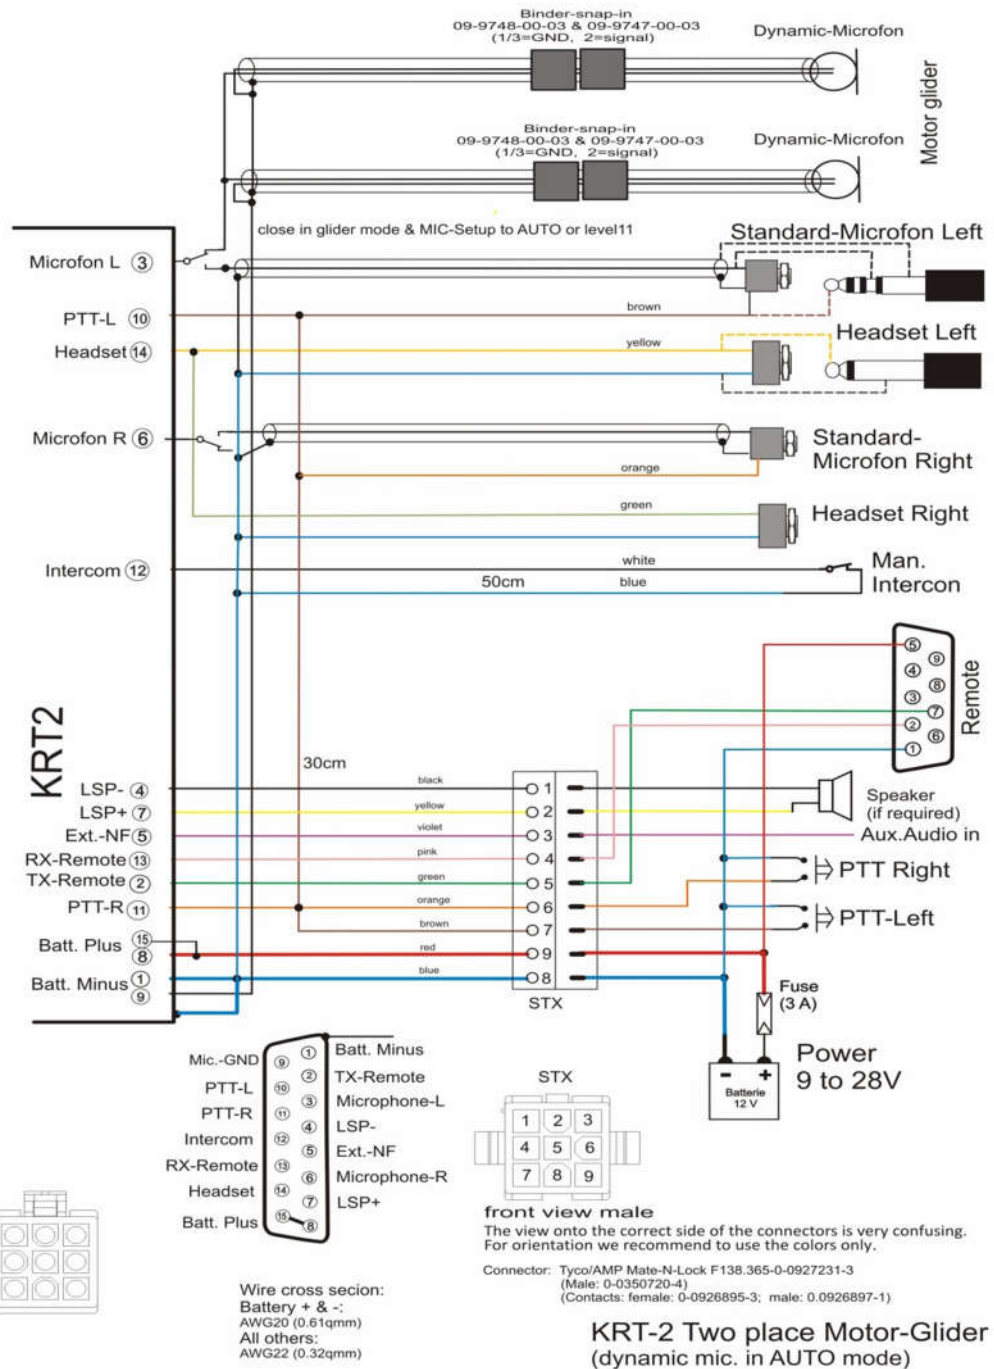 Binder-snap-in
09-9748-00-03 & 09-9747-00-03
(1/3=GND, 2=signal)
Dynamic-Microfon
Motor glider
Binder-snap-in
09-9748-00-03 & 09-9747-00-03
(1/3=GND, 2=signal)
Dynamic-Microfon
close in glider mode & MIC-Setup to AUTO or level11
Standard-Microfon Left
Microfon L 3
brown
PTT-L 10
Headset Left
Headset 14
yellow
Microfon R 6
Standard-
Microfon Right
orange
green
Headset Right
Intercom 12
white
Man.
Intercon
50cm
blue
5
9
4
8
3
7
2
6
1
Remote
KRT2
30cm
LSP- 4
black
1
Speaker
(if required)
LSP+ 7
yellow
2
Ext.-NF 5
violet
3
Aux.Audio in
RX-Remote 13
pink
4
TX-Remote 2
green
5
PTT Right
PTT-R 11
orange
6
brown
7
PTT-Left
Batt. Plus 15
8
red
9
Batt. Minus 1
9
blue
8
STX
Fuse
(3 A)
Power
9 to 28V
- +
Batterie
12 V
Mic.-GND 9
1 Batt. Minus
PTT-L 10
2 TX-Remote
PTT-R 11
3 Microphone-L
Intercom 12
4 LSP-
RX-Remote 13
5 Ext.-NF
Headset 14
6 Microphone-R
Batt. Plus 15
7 LSP+
8
STX
1 2 3
4 5 6
7 8 9
front view male
The view onto the correct side of the connectors is very confusing.
For orientation we recommend to use the colors only.
Connector: Tyco/AMP Mate-N-Lock F138.365-0-0927231-3
(Male: 0-0350720-4)
(Contacts: female: 0-0926895-3; male: 0.0926897-1)
Wire cross secion:
Battery + & -:
AWG20 (0.61qmm)
All others:
AWG22 (0.32qmm)
KRT-2 Two place Motor-Glider
(dynamic mic. in AUTO mode)